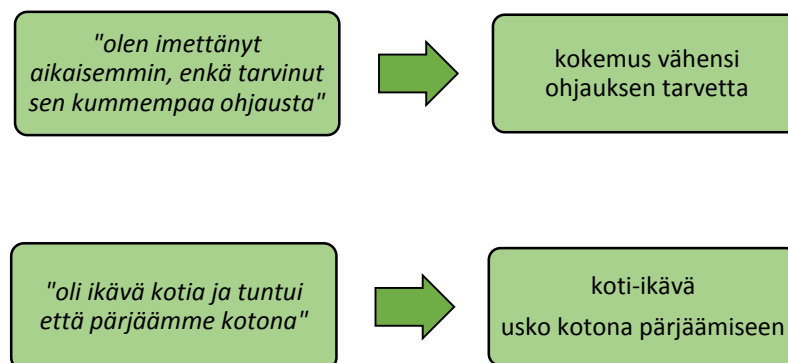 "olen imettänyt
aikaisemmin, enkä tarvinut
sen kummempaa ohjausta"
kokemus vähensi
ohjauksen tarvetta
"oli ikävä kotia ja tuntui
että pärjäämme kotona"
koti-ikävä
usko kotona pärjäämiseen